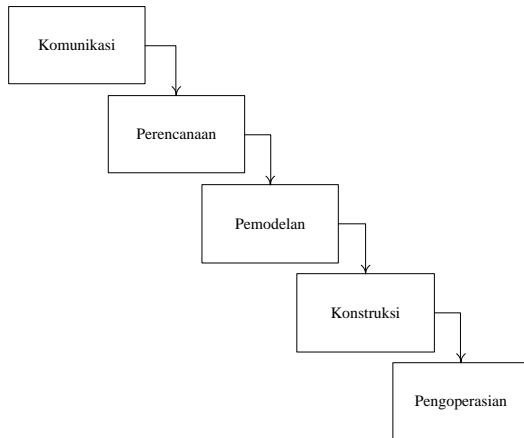 Komunikasi
Perencanaan
Pemodelan
Konstruksi
Pengoperasian